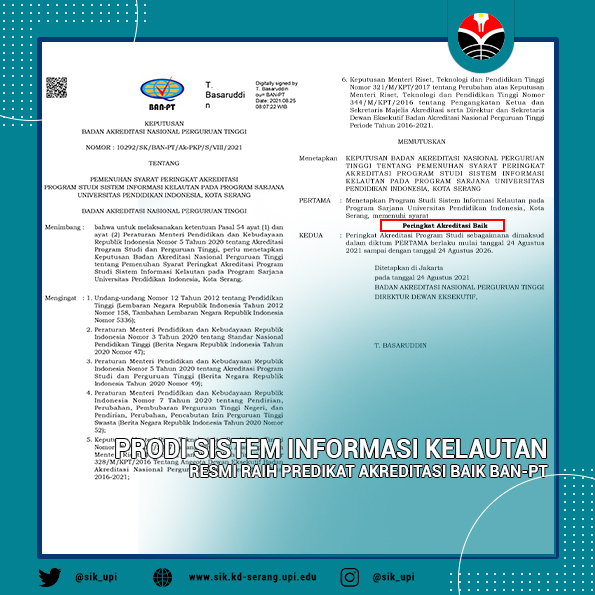 BAN-PT
T.
Basaruddi
n
Digitally signed by
T. Basaruddin
ou= BAN-PT
Date: 2021.08.25
08:07:22 WIB
KEPUTUSAN
BADAN AKREDITASI NASIONAL PERGURUAN TINGGI
NOMOR : 10292/SK/BAN-PT/Ak-PKP/S/VIII/2021
TENTANG
PEMENUHAN SYARAT PERINGKAT AKREDITASI
PROGRAM STUDI SISTEM INFORMASI KELAUTAN PADA PROGRAM SARJANA
UNIVERSITAS PENDIDIKAN INDONESIA, KOTA SERANG
BADAN AKREDITASI NASIONAL PERGURUAN TINGGI
Menimbang : bahwa untuk melaksanakan ketentuan Pasal 54 ayat (1) dan
ayat (2) Peraturan Menteri Pendidikan dan Kebudayaan
Republik Indonesia Nomor 5 Tahun 2020 tentang Akreditasi
Program Studi dan Perguruan Tinggi, perlu menetapkan
Keputusan Badan Akreditasi Nasional Perguruan Tinggi
tentang Pemenuhan Syarat Peringkat Akreditasi Program
Studi Sistem Informasi Kelautan pada Program Sarjana
Universitas Pendidikan Indonesia, Kota Serang.
Mengingat : 1. Undang-undang Nomor 12 Tahun 2012 tentang Pendidikan
Tinggi (Lembaran Negara Republik Indonesia Tahun 2012
Nomor 158, Tambahan Lembaran Negara Republik Indonesia
Nomor 5336);
2. Peraturan Menteri Pendidikan dan Kebudayaan Republik
Indonesia Nomor 3 Tahun 2020 tentang Standar Nasional
Pendidikan Tinggi (Berita Negara Republik Indonesia Tahun
2020 Nomor 47);
3. Peraturan Menteri Pendidikan dan Kebudayaan Republik
Indonesia Nomor 5 Tahun 2020 tentang Akreditasi Program
Studi dan Perguruan Tinggi (Berita Negara Republik
Indonesia Tahun 2020 Nomor 49);
4. Peraturan Menteri Pendidikan dan Kebudayaan Republik
Indonesia Nomor 7 Tahun 2020 tentang Pendirian,
Perubahan, Pembubaran Perguruan Tinggi Negeri, dan
Pendirian, Perubahan, Pencabutan Izin Perguruan Tinggi
Swasta (Berita Negara Republik Indonesia Tahun 2020 Nomor
52);
5. Keputusan
Nomor
Menteri
328/M/KPT/2016 Tentang Anggota Dewan Eksekutif Badan
Akreditasi Nasional Perguruan
2016-2021;
6. Keputusan Menteri Riset, Teknologi dan Pendidikan Tinggi
Nomor 321/M/KPT/2017 tentang Perubahan atas Keputusan
Menteri Riset, Teknologi dan Pendidikan Tinggi Nomor
344/M/KPT/2016 tentang Pengangkatan Ketua dan
Sekretaris Majelis Akreditasi serta Direktur dan Sekretaris
Dewan Eksekutif Badan Akreditasi Nasional Perguruan Tinggi
Periode Tahun 2016-2021.
MEMUTUSKAN
Menetapkan KEPUTUSAN BADAN AKREDITASI NASIONAL PERGURUAN
TINGGI TENTANG PEMENUHAN SYARAT PERINGKAT
AKREDITASI PROGRAM STUDI SISTEM INFORMASI
KELAUTAN PADA PROGRAM SARJANA UNIVERSITAS
PENDIDIKAN INDONESIA, KOTA SERANG
PERTAMA : Menetapkan Program Studi Sistem Informasi Kelautan pada
Program Sarjana Universitas Pendidikan Indonesia, Kota
Serang, memenuhi syarat
Peringkat Akreditasi Baik
KEDUA : Peringkat Akreditasi Program Studi sebagaimana dimaksud
dalam diktum PERTAMA berlaku mulai tanggal 24 Agustus
2021 sampai dengan tanggal 24 Agustus 2026.
Ditetapkan di Jakarta
pada tanggal 24 Agustus 2021
BADAN AKREDITASI NASIONAL PERGURUAN TINGGI
DIREKTUR DEWAN EKSEKUTIF,
T. BASARUDDIN
PRODI SISTEM INFORMASI KELAUTAN
RESMI RAIH PREDIKAT AKREDITASI BAIK BAN-PT
@sik_upi
www.sik.kd-serang.upi.edu
@sik_upi